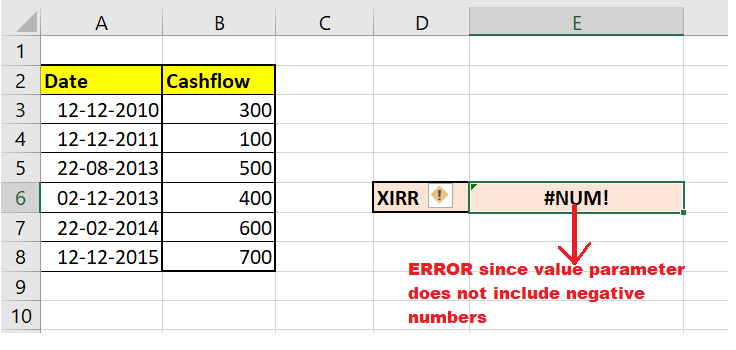 A B C D E
1
2 Date Cashflow
3 12-12-2010 300
4 12-12-2011 100
5 22-08-2013 500
6 02-12-2013 400 XIRR ! #NUM!
7 22-02-2014 600
8 12-12-2015 700
ERROR since value parameter
9 does not include negative
10 numbers